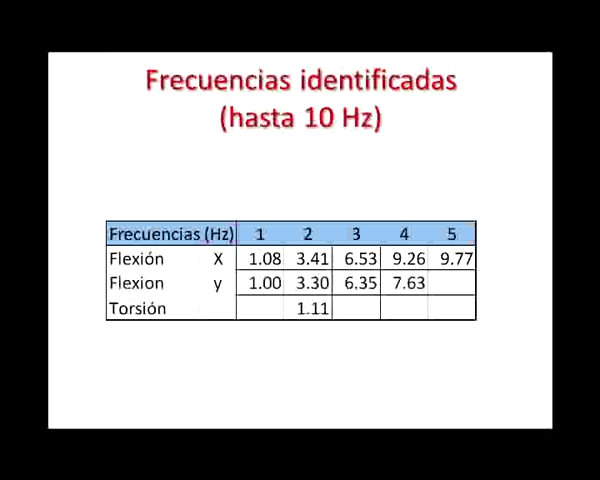 Frecuencias identificadas
(hasta 10 Hz)
Frecuencias (Hz) 1 2 3 4 5
Flexión X 1.08 3.41 6.53 9.26 9.77
Flexion y 1.00 3.30 6.35 7.63
Torsión 1.11